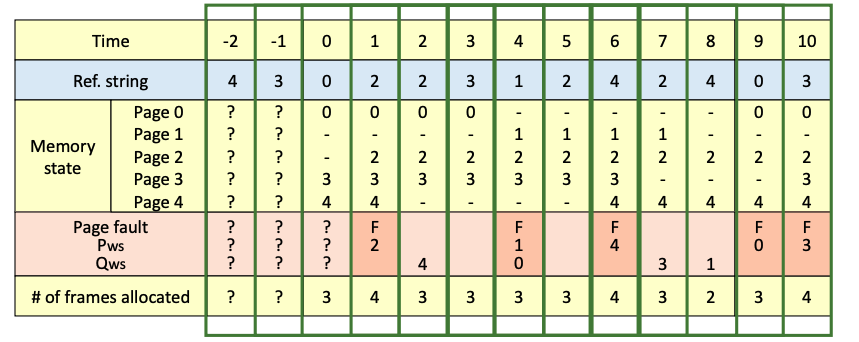 Time -2 -1 0 1 2 3 4 5 6 7 8 9 10
Ref. string 4 3 0 2 2 3 1 2 4 2 4 0 3
Memory state
Page 0 ? ? 0 0 0 0 - - - - - 0 0
Page 1 ? ? - - - - 1 1 1 1 - - -
Page 2 ? ? - 2 2 2 2 2 2 2 2 2 2
Page 3 ? ? 3 3 3 3 3 3 3 - - - 3
Page 4 ? ? 4 4 - - - - 4 4 4 4 4
Page fault ? ? ? F F F F F
Pws ? ? ? 2 1 4 0 3
Qws ? ? ? 4 0 3 1
# of frames allocated ? ? 3 4 3 3 3 3 4 3 2 3 4